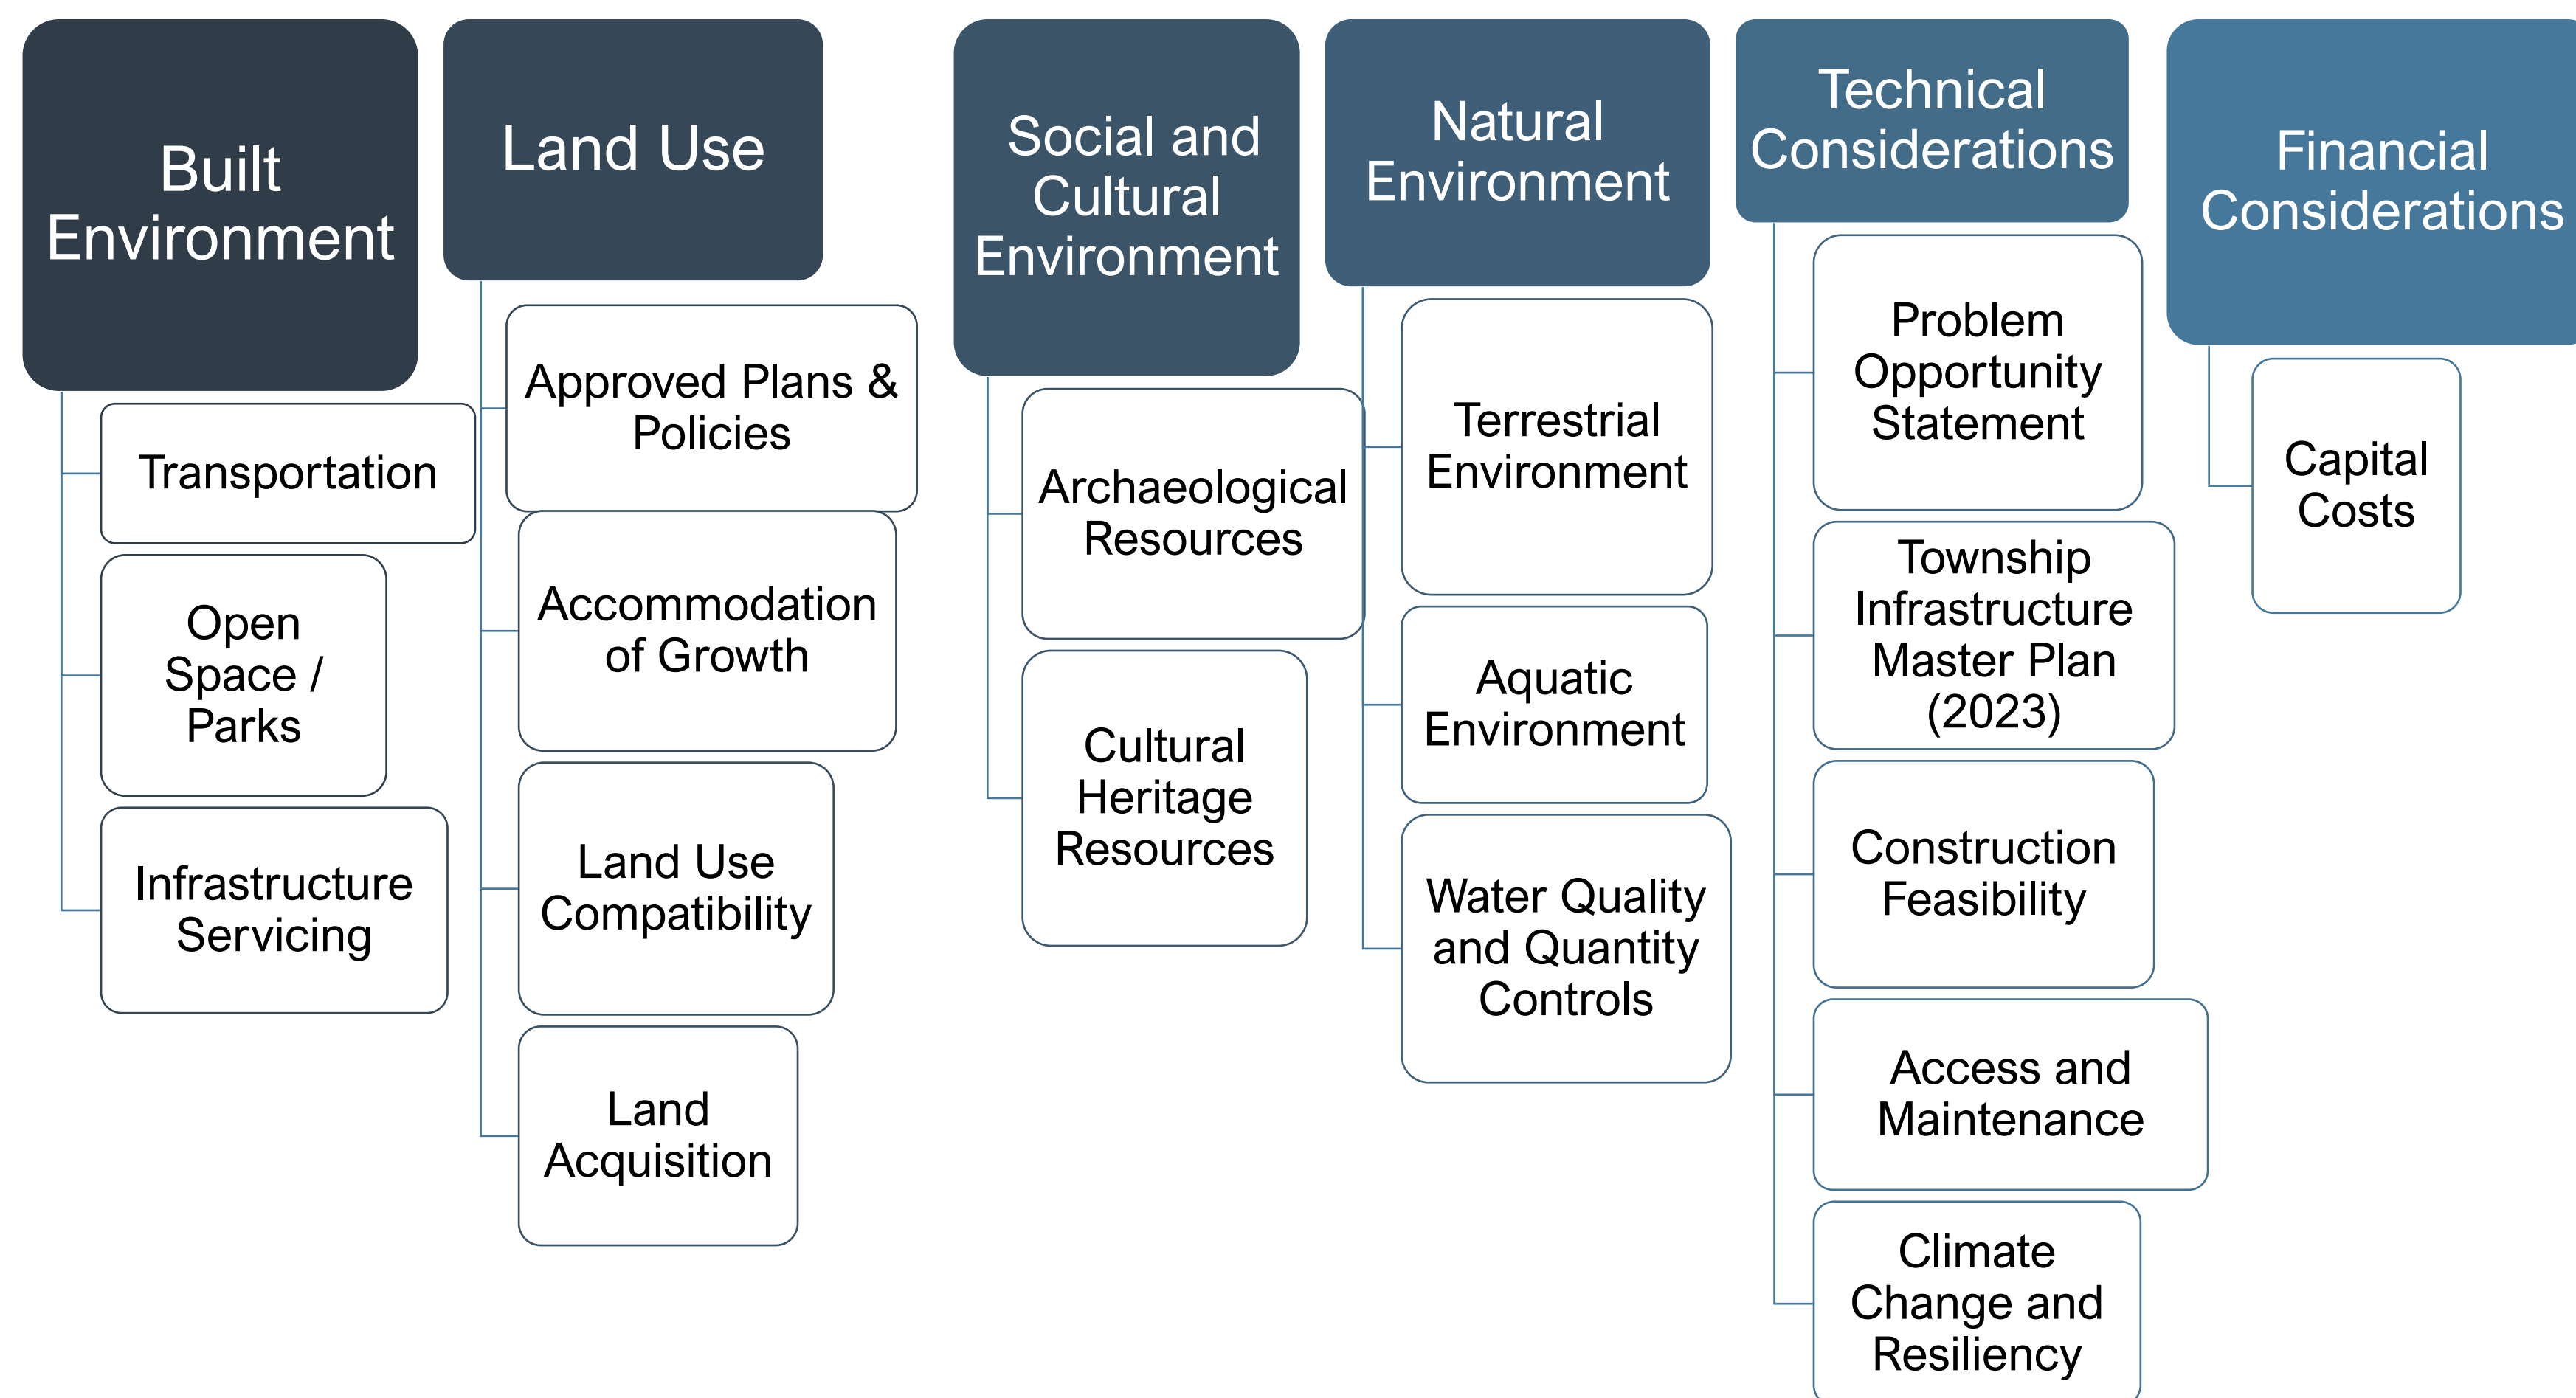 Built
Environment
Transportation
Open
Space /
Parks
Infrastructure
Servicing
Land Use
Approved Plans &
Policies
Accommodation
of Growth
Land Use
Compatibility
Land
Acquisition
Social and
Cultural
Environment
Archaeological
Resources
Cultural
Heritage
Resources
Natural
Environment
Terrestrial
Environment
Aquatic
Environment
Water Quality
and Quantity
Controls
Technical
Considerations
Problem
Opportunity
Statement
Township
Infrastructure
Master Plan
(2023)
Construction
Feasibility
Access and
Maintenance
Climate
Change and
Resiliency
Financial
Considerations
Capital
Costs